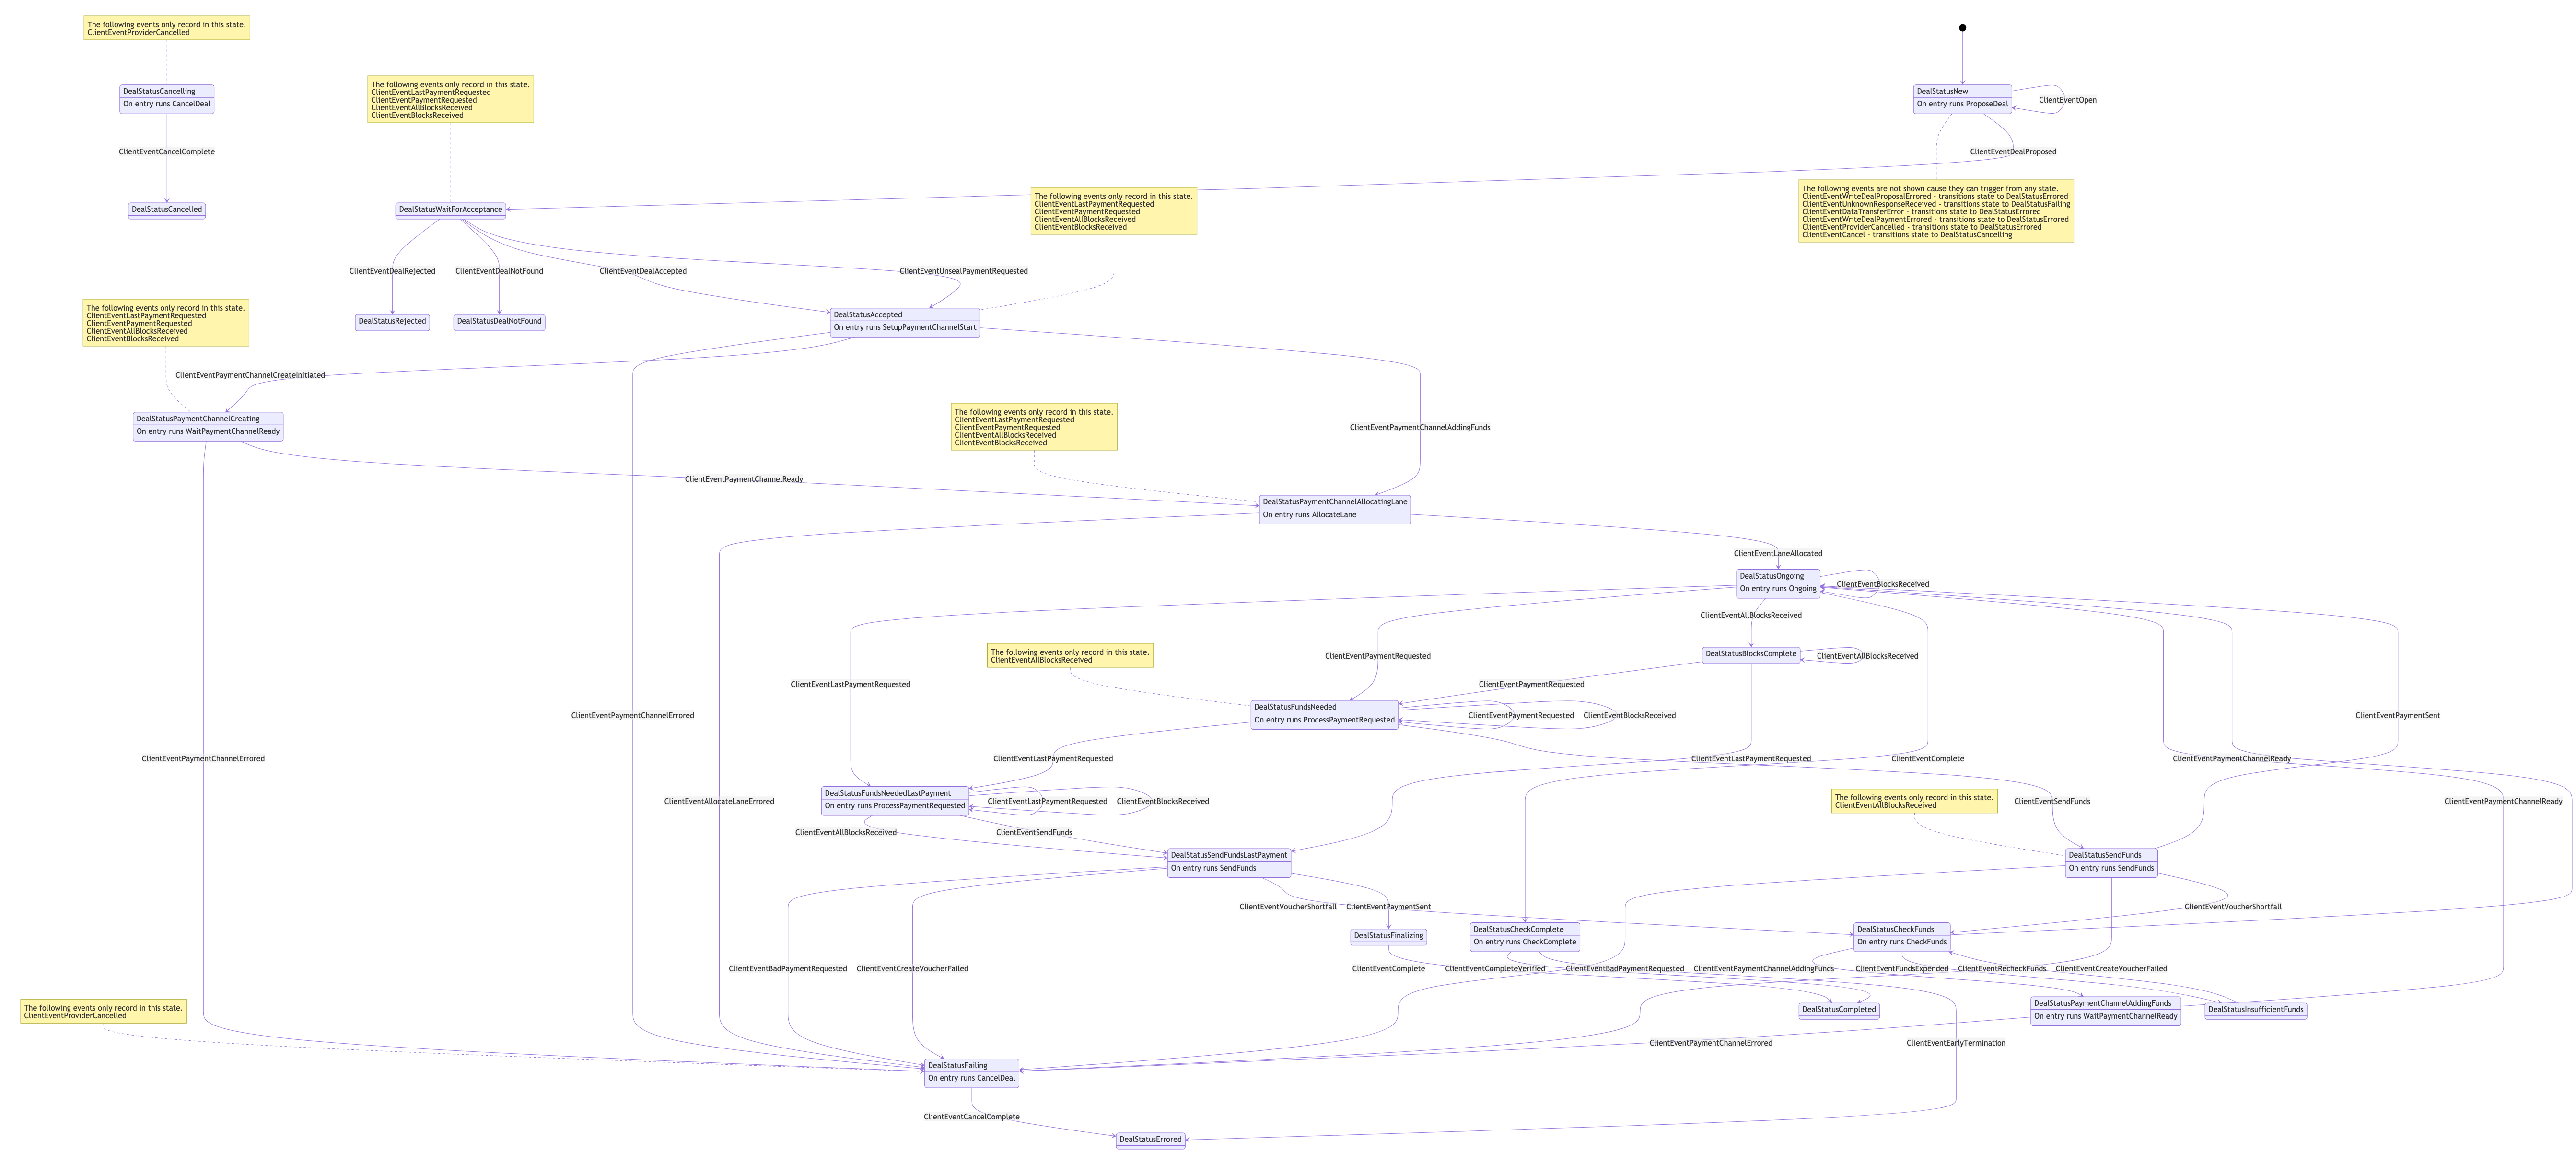 The following events only record in this state.
ClientEventProviderCancelled
DealStatusCancelling
On entry runs CancelDeal
The following events only record in this state.
ClientEventLastPaymentRequested
ClientEventPaymentRequested
ClientEventAllBlocksReceived
ClientEventBlocksReceived
DealStatusNew
On entry runs ProposeDeal
ClientEventOpen
ClientEventCancelComplete
ClientEventDealProposed
DealStatusCancelled
DealStatusWaitForAcceptance
The following events only record in this state.
ClientEventLastPaymentRequested
ClientEventPaymentRequested
ClientEventAllBlocksReceived
ClientEventBlocksReceived
The following events are not shown cause they can trigger from any state.
ClientEventWriteDealProposalErrored - transitions state to DealStatusErrored
ClientEventUnknownResponseReceived - transitions state to DealStatusFailing
ClientEventDataTransferError - transitions state to DealStatusErrored
ClientEventWriteDealPaymentErrored - transitions state to DealStatusErrored
ClientEventProviderCancelled - transitions state to DealStatusErrored
ClientEventCancel - transitions state to DealStatusCancelling
ClientEventDealRejected
ClientEventDealNotFound
ClientEventDealAccepted
ClientEventUnsealPaymentRequested
The following events only record in this state.
ClientEventLastPaymentRequested
ClientEventPaymentRequested
ClientEventAllBlocksReceived
ClientEventBlocksReceived
DealStatusRejected
DealStatusDealNotFound
DealStatusAccepted
On entry runs SetupPaymentChannelStart
ClientEventPaymentChannelCreateInitiated
DealStatusPaymentChannelCreating
On entry runs WaitPaymentChannelReady
The following events only record in this state.
ClientEventLastPaymentRequested
ClientEventPaymentRequested
ClientEventAllBlocksReceived
ClientEventBlocksReceived
ClientEventPaymentChannelAddingFunds
ClientEventPaymentChannelReady
DealStatusPaymentChannelAllocatingLane
On entry runs AllocateLane
ClientEventLaneAllocated
DealStatusOngoing
On entry runs Ongoing
ClientEventBlocksReceived
ClientEventAllBlocksReceived
The following events only record in this state.
ClientEventAllBlocksReceived
ClientEventPaymentRequested
DealStatusBlocksComplete
ClientEventAllBlocksReceived
ClientEventLastPaymentRequested
ClientEventPaymentRequested
DealStatusFundsNeeded
On entry runs ProcessPaymentRequested
ClientEventPaymentRequested
ClientEventBlocksReceived
ClientEventPaymentChannelErrored
ClientEventPaymentSent
ClientEventPaymentChannelErrored
ClientEventLastPaymentRequested
ClientEventLastPaymentRequested
ClientEventComplete
ClientEventPaymentChannelReady
DealStatusFundsNeededLastPayment
On entry runs ProcessPaymentRequested
ClientEventLastPaymentRequested
ClientEventBlocksReceived
ClientEventAllocateLaneErrored
The following events only record in this state.
ClientEventAllBlocksReceived
ClientEventSendFunds
ClientEventPaymentChannelReady
ClientEventAllBlocksReceived
ClientEventSendFunds
DealStatusSendFundsLastPayment
On entry runs SendFunds
DealStatusSendFunds
On entry runs SendFunds
ClientEventVoucherShortfall
ClientEventPaymentSent
ClientEventVoucherShortfall
DealStatusFinalizing
DealStatusCheckComplete
On entry runs CheckComplete
DealStatusCheckFunds
On entry runs CheckFunds
ClientEventBadPaymentRequested
ClientEventCreateVoucherFailed
ClientEventComplete
ClientEventCompleteVerified
ClientEventBadPaymentRequested
ClientEventPaymentChannelAddingFunds
ClientEventFundsExpended
ClientEventRecheckFunds
ClientEventCreateVoucherFailed
The following events only record in this state.
ClientEventProviderCancelled
DealStatusCompleted
DealStatusPaymentChannelAddingFunds
On entry runs WaitPaymentChannelReady
DealStatusInsufficientFunds
ClientEventPaymentChannelErrored
ClientEventEarlyTermination
DealStatusFailing
On entry runs CancelDeal
ClientEventCancelComplete
DealStatusErrored